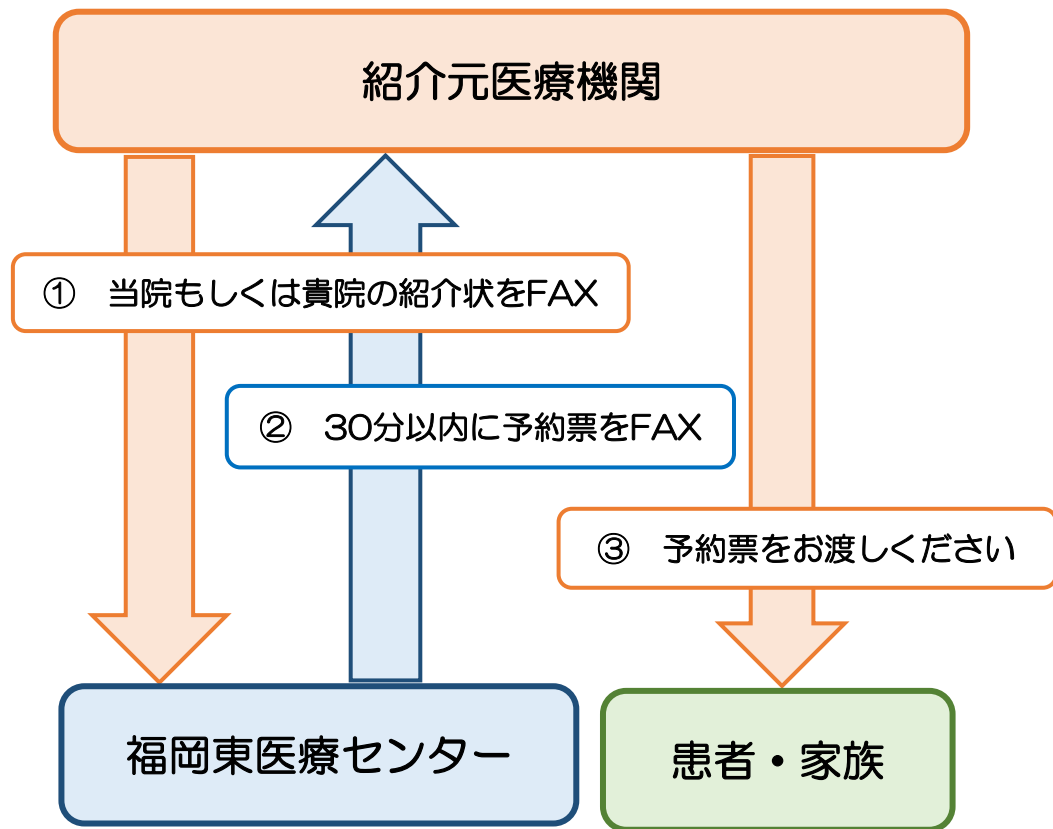 紹介元医療機関
① 当院もしくは貴院の紹介状をFAX
② 30分以内に予約票をFAX
③ 予約票をお渡しください
福岡東医療センター
患者・家族